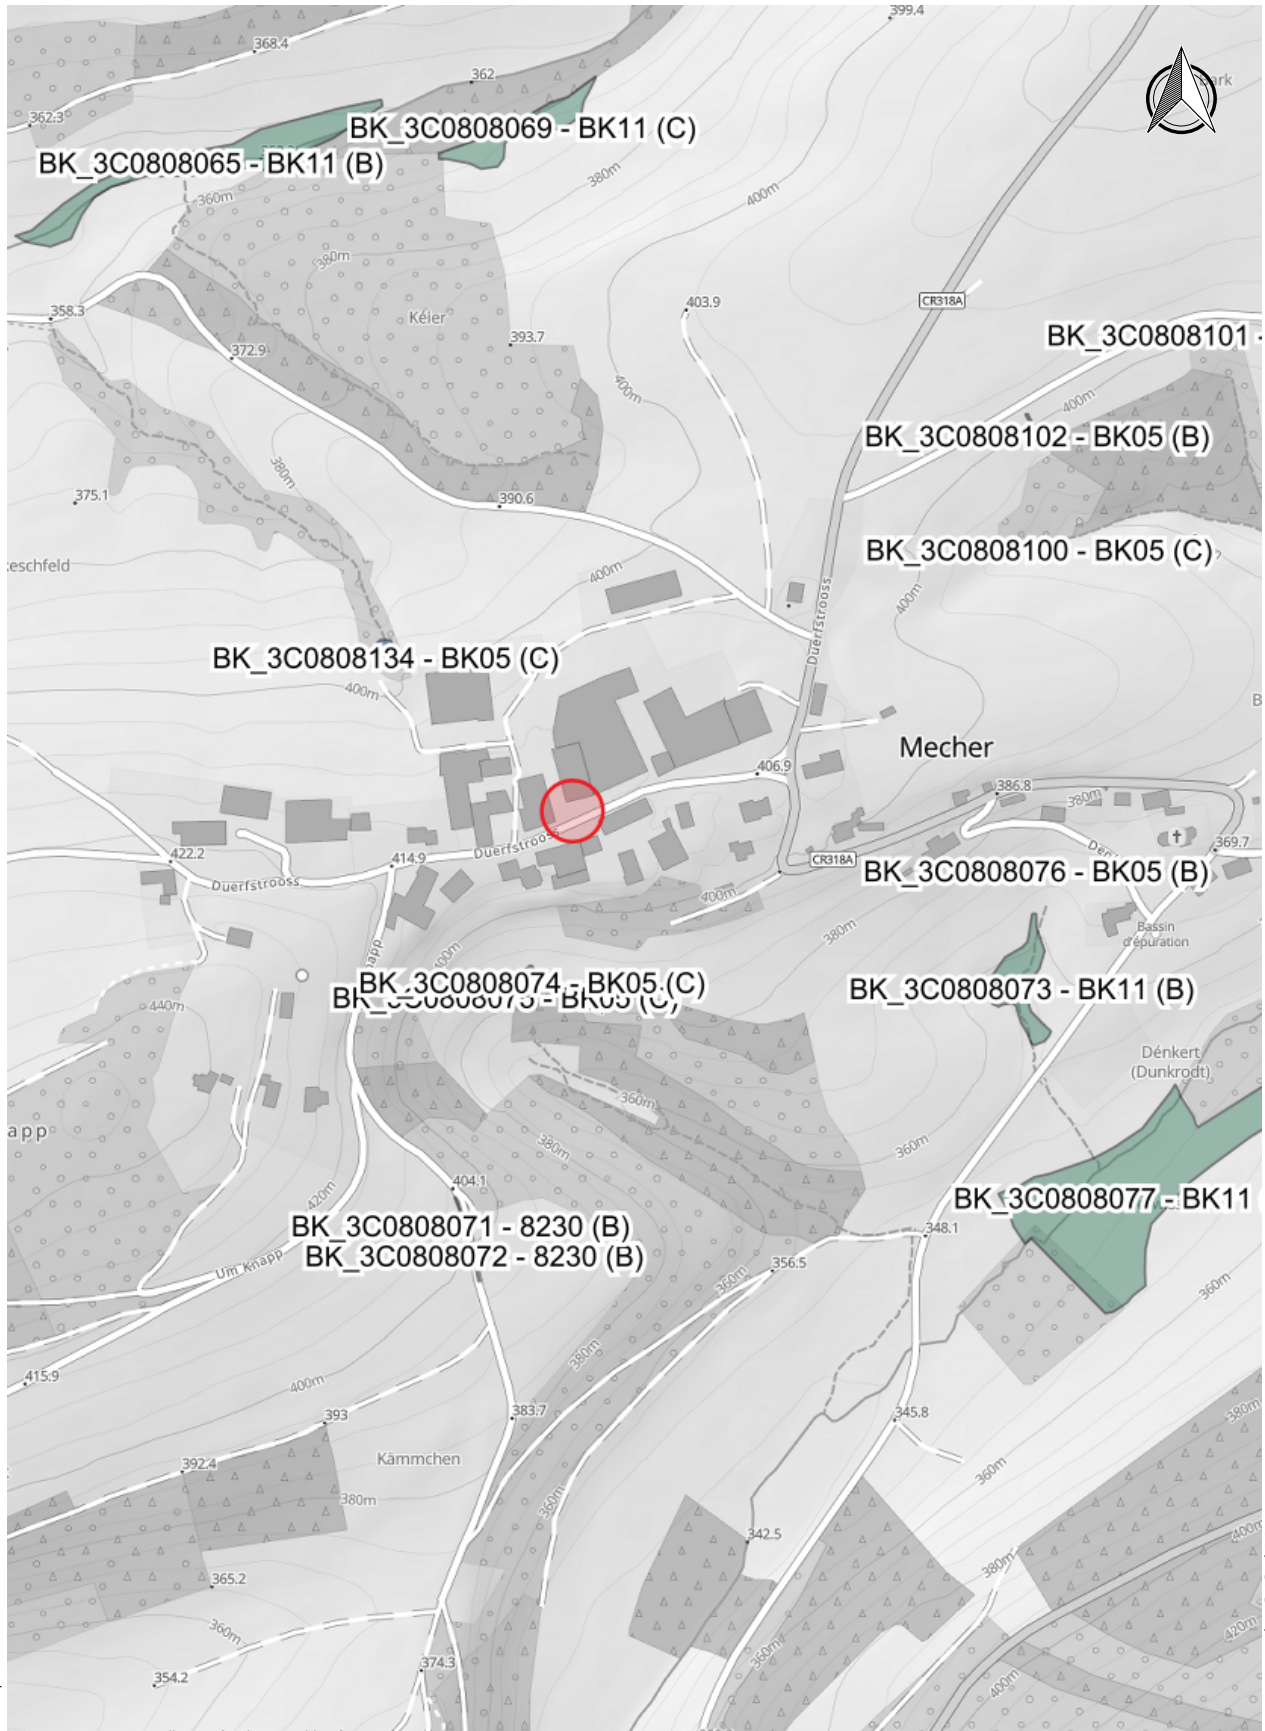 399.4
368.4
362
ark
362.3
BK_3C0808069 - BK11 (C)
BK_3C0808065 - BK11 (B)
380m
400m
360m
380m
CR318A
403.9
358.3
Kéier
393.7
BK_3C0808101 -
372.9
400m
400m
BK_3C0808102 - BK05 (B)
380m
375.1
390.6
BK_3C0808100 - BK05 (C)
eschfeld
400m
400m
Duerfstrooss
BK_3C0808134 - BK05 (C)
400m
B
Mecher
406.9
386.8
380m
Duerfstrooss
422.2
414.9
CR318A
369.7
Den
BK_3C0808076 - BK05 (B)
Duerfstrooss
400m
380m
Bassin
d'épuration
napp
400m
BK_3C0808074 - BK05 (C)
BK_3C0808073 - BK11 (B)
BK_3C0808075 - BK05 (C)
440m
Dénkert
(Dunkrodt)
360m
app
380m
360m
404.1
420m
BK_3C0808077 - BK11
BK_3C0808071 - 8230 (B)
348.1
BK_3C0808072 - 8230 (B)
Um Knapp
356.5
360m
360m
380m
415.9
400m
393
383.7
345.8
380m
Kämmchen
392.4
360m
380m
360m
342.5
400m
380m
365.2
360m
420m
360m
374.3
354.2
400m